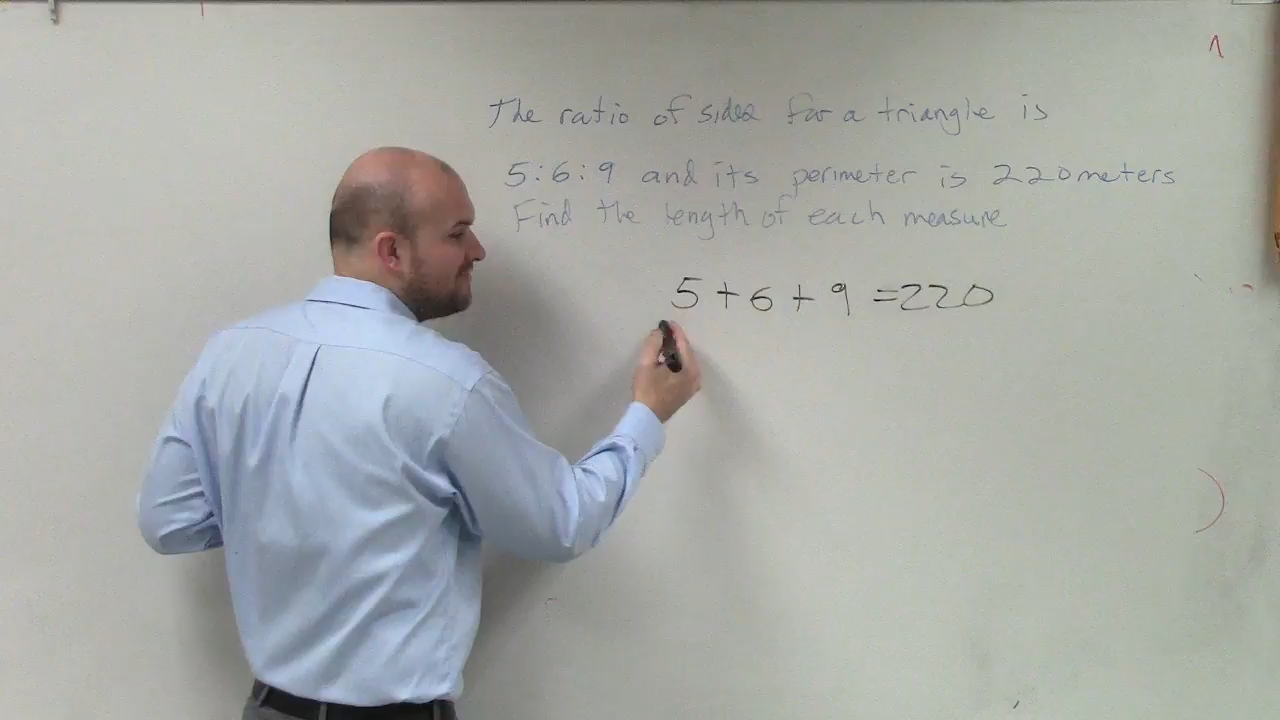 The ratio of sides for a triangle is
5:6:9 and its perimeter is 220 meters
Find the length of each measure
5 + 6 + 9 = 220